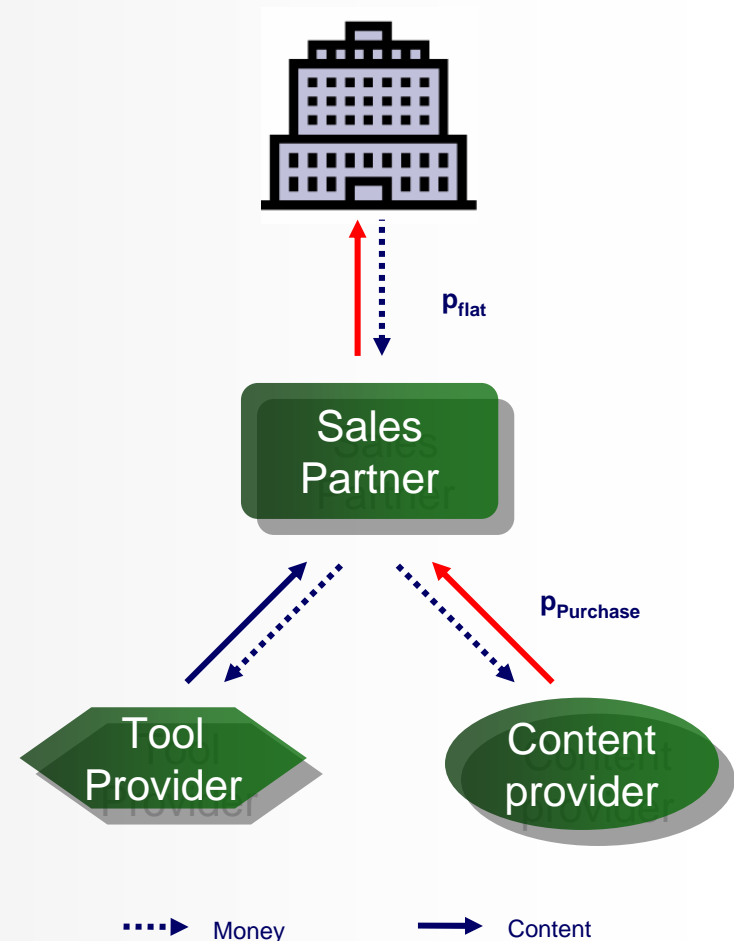 p_flat
Sales
Partner
p_Purchase
Tool
Provider
Content
provider
Money
Content